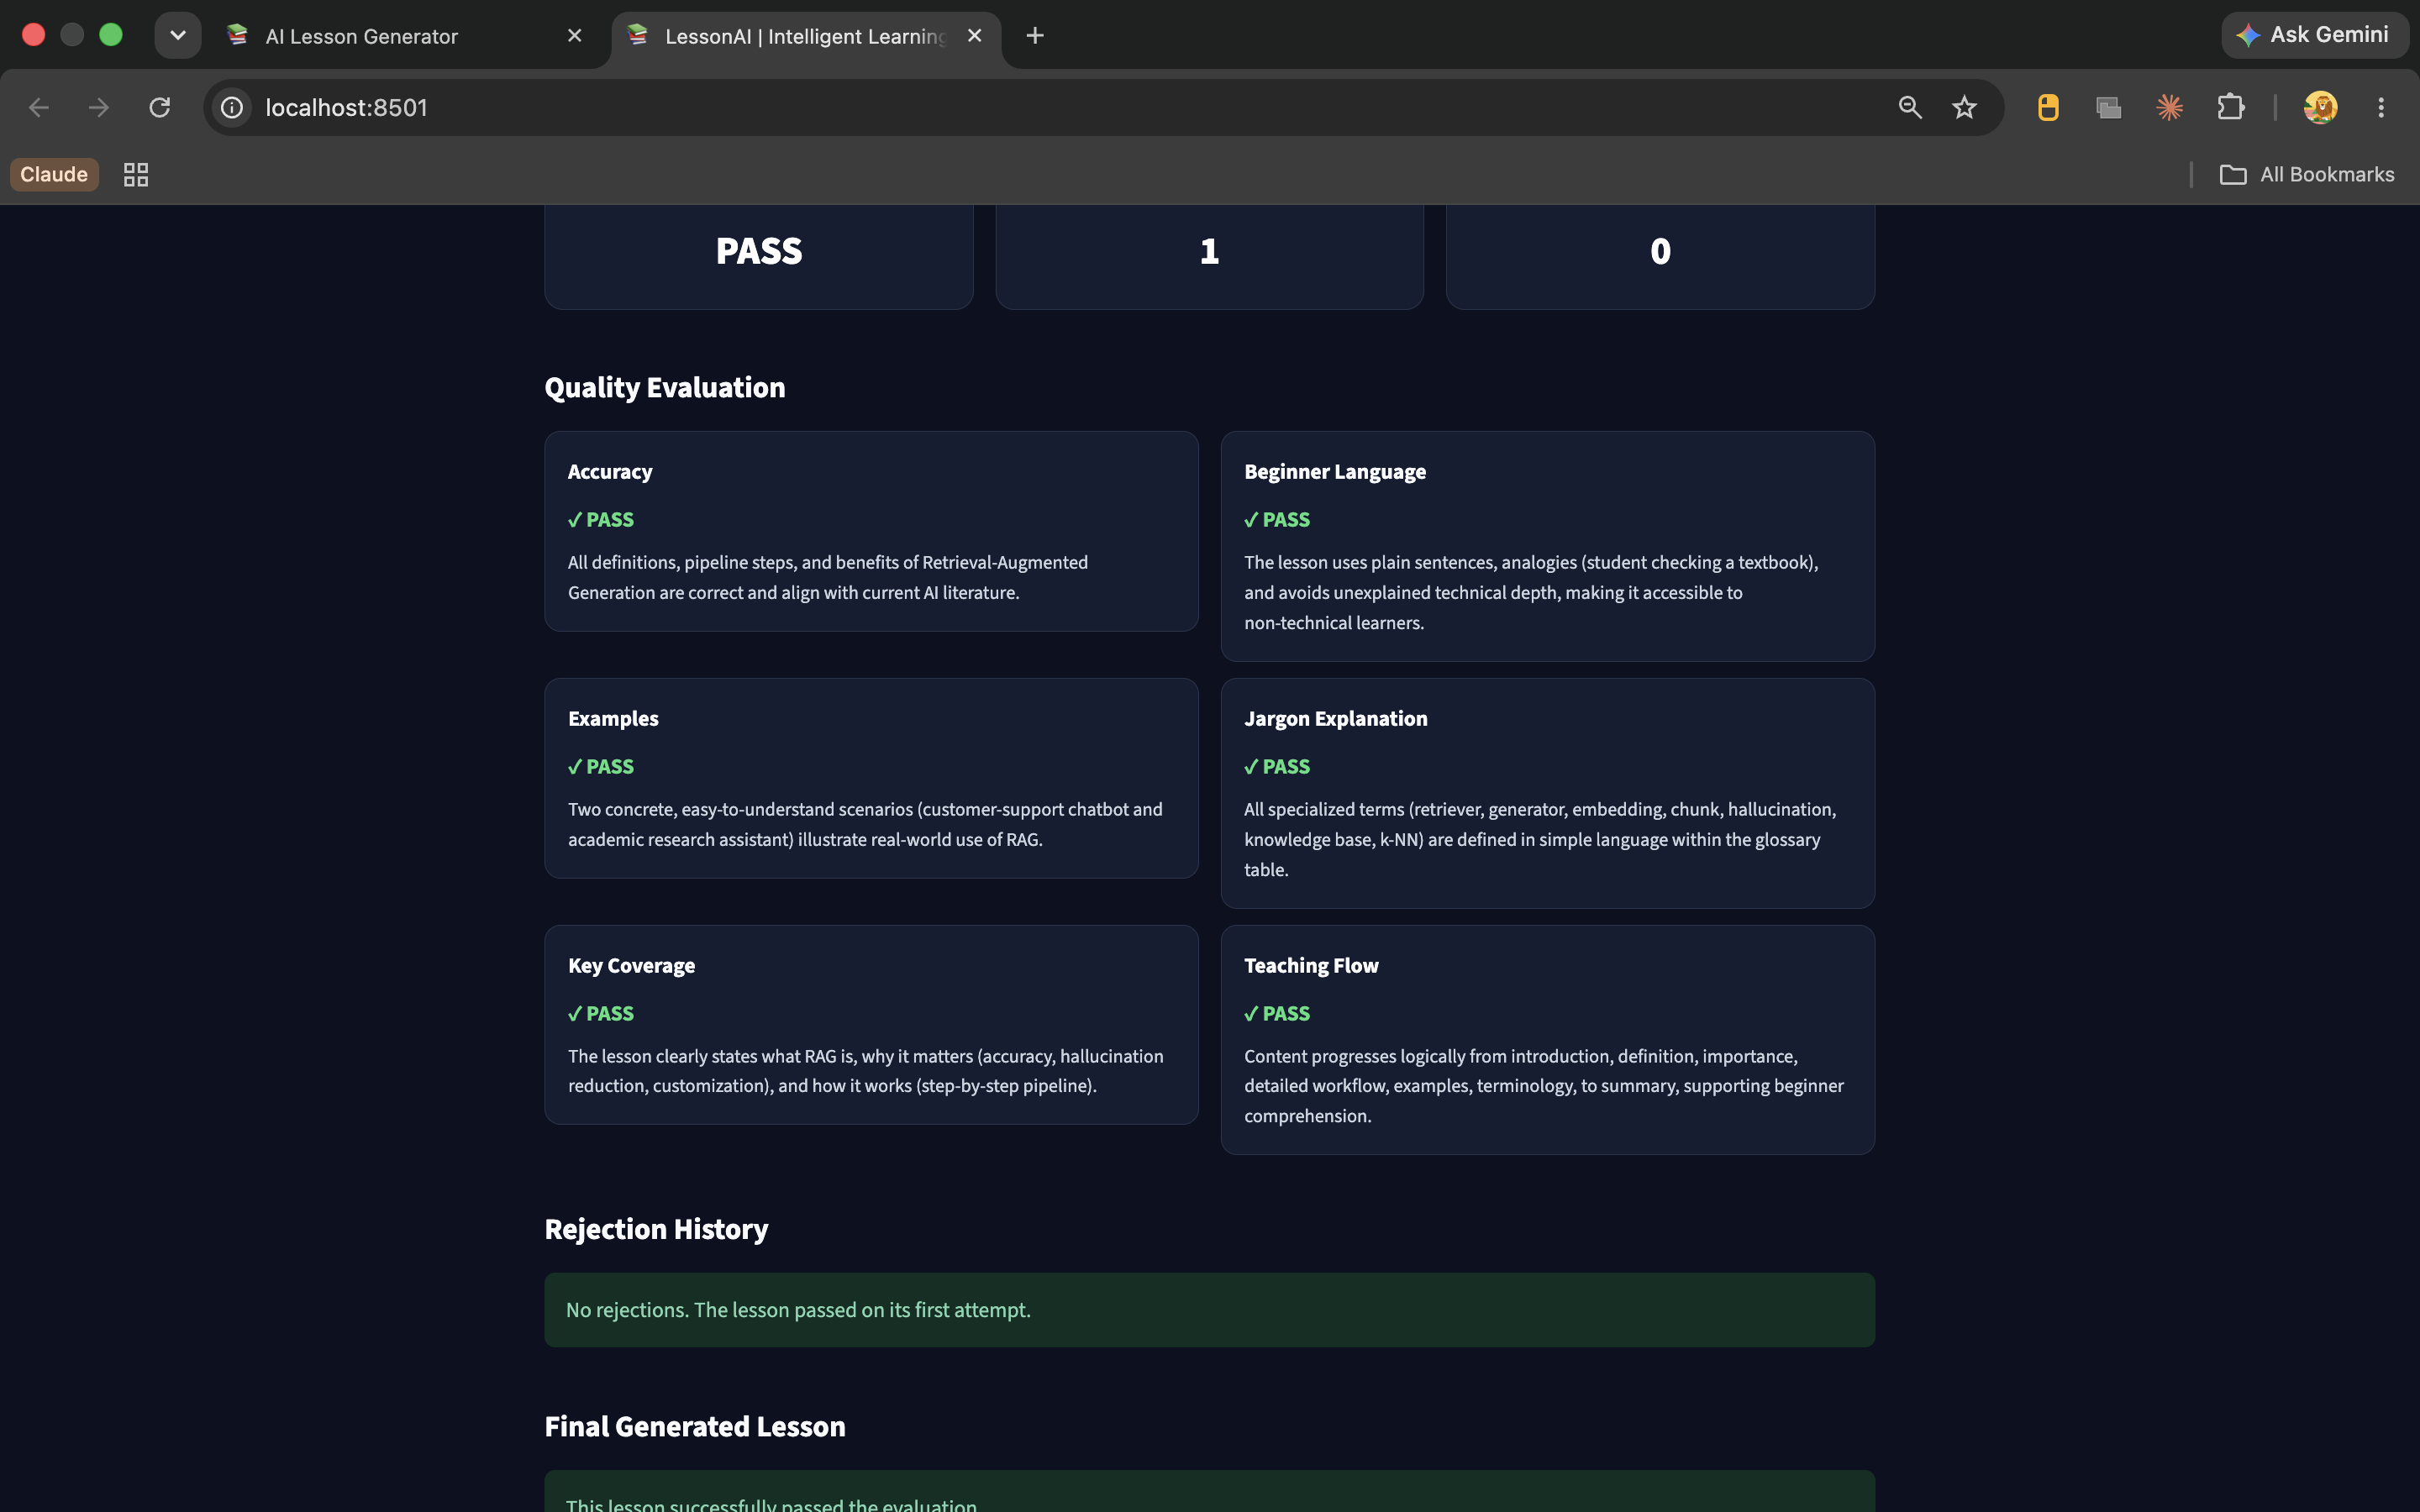 AI Lesson Generator
LessonAI | Intelligent Learning
Ask Gemini
localhost:8501
Claude
All Bookmarks
PASS
1
0
Quality Evaluation
Accuracy
✓ PASS
All definitions, pipeline steps, and benefits of Retrieval-Augmented
Generation are correct and align with current AI literature.
Beginner Language
✓ PASS
The lesson uses plain sentences, analogies (student checking a textbook),
and avoids unexplained technical depth, making it accessible to
non-technical learners.
Examples
✓ PASS
Two concrete, easy-to-understand scenarios (customer-support chatbot and
academic research assistant) illustrate real-world use of RAG.
Jargon Explanation
✓ PASS
All specialized terms (retriever, generator, embedding, chunk, hallucination,
knowledge base, k-NN) are defined in simple language within the glossary
table.
Key Coverage
✓ PASS
The lesson clearly states what RAG is, why it matters (accuracy, hallucination
reduction, customization), and how it works (step-by-step pipeline).
Teaching Flow
✓ PASS
Content progresses logically from introduction, definition, importance,
detailed workflow, examples, terminology, to summary, supporting beginner
comprehension.
Rejection History
No rejections. The lesson passed on its first attempt.
Final Generated Lesson
This lesson successfully passed the evaluation.